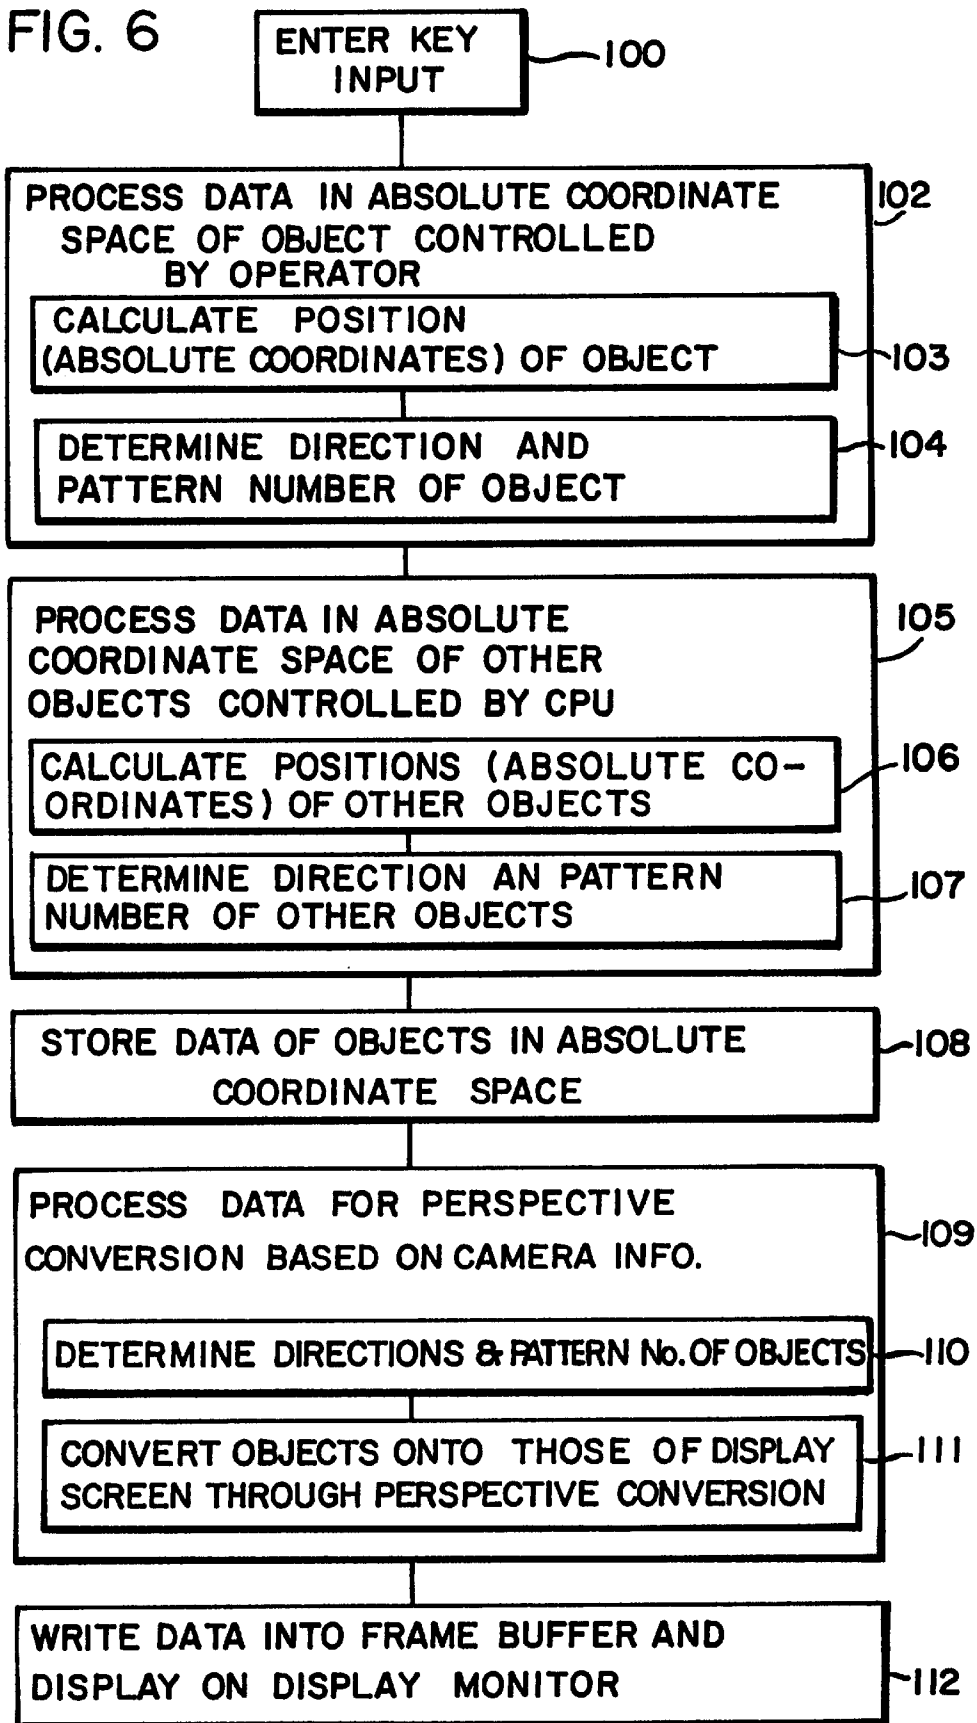 FIG. 6
ENTER KEY
INPUT
100
PROCESS DATA IN ABSOLUTE COORDINATE
SPACE OF OBJECT CONTROLLED
BY OPERATOR
102
CALCULATE POSITION
(ABSOLUTE COORDINATES) OF OBJECT
103
DETERMINE DIRECTION AND
PATTERN NUMBER OF OBJECT
104
PROCESS DATA IN ABSOLUTE
COORDINATE SPACE OF OTHER
OBJECTS CONTROLLED BY CPU
105
CALCULATE POSITIONS (ABSOLUTE CO-
ORDINATES) OF OTHER OBJECTS
106
DETERMINE DIRECTION AN PATTERN
NUMBER OF OTHER OBJECTS
107
STORE DATA OF OBJECTS IN ABSOLUTE
COORDINATE SPACE
108
PROCESS DATA FOR PERSPECTIVE
CONVERSION BASED ON CAMERA INFO.
109
DETERMINE DIRECTIONS & PATTERN No. OF OBJECTS
110
CONVERT OBJECTS ONTO THOSE OF DISPLAY
SCREEN THROUGH PERSPECTIVE CONVERSION
111
WRITE DATA INTO FRAME BUFFER AND
DISPLAY ON DISPLAY MONITOR
112